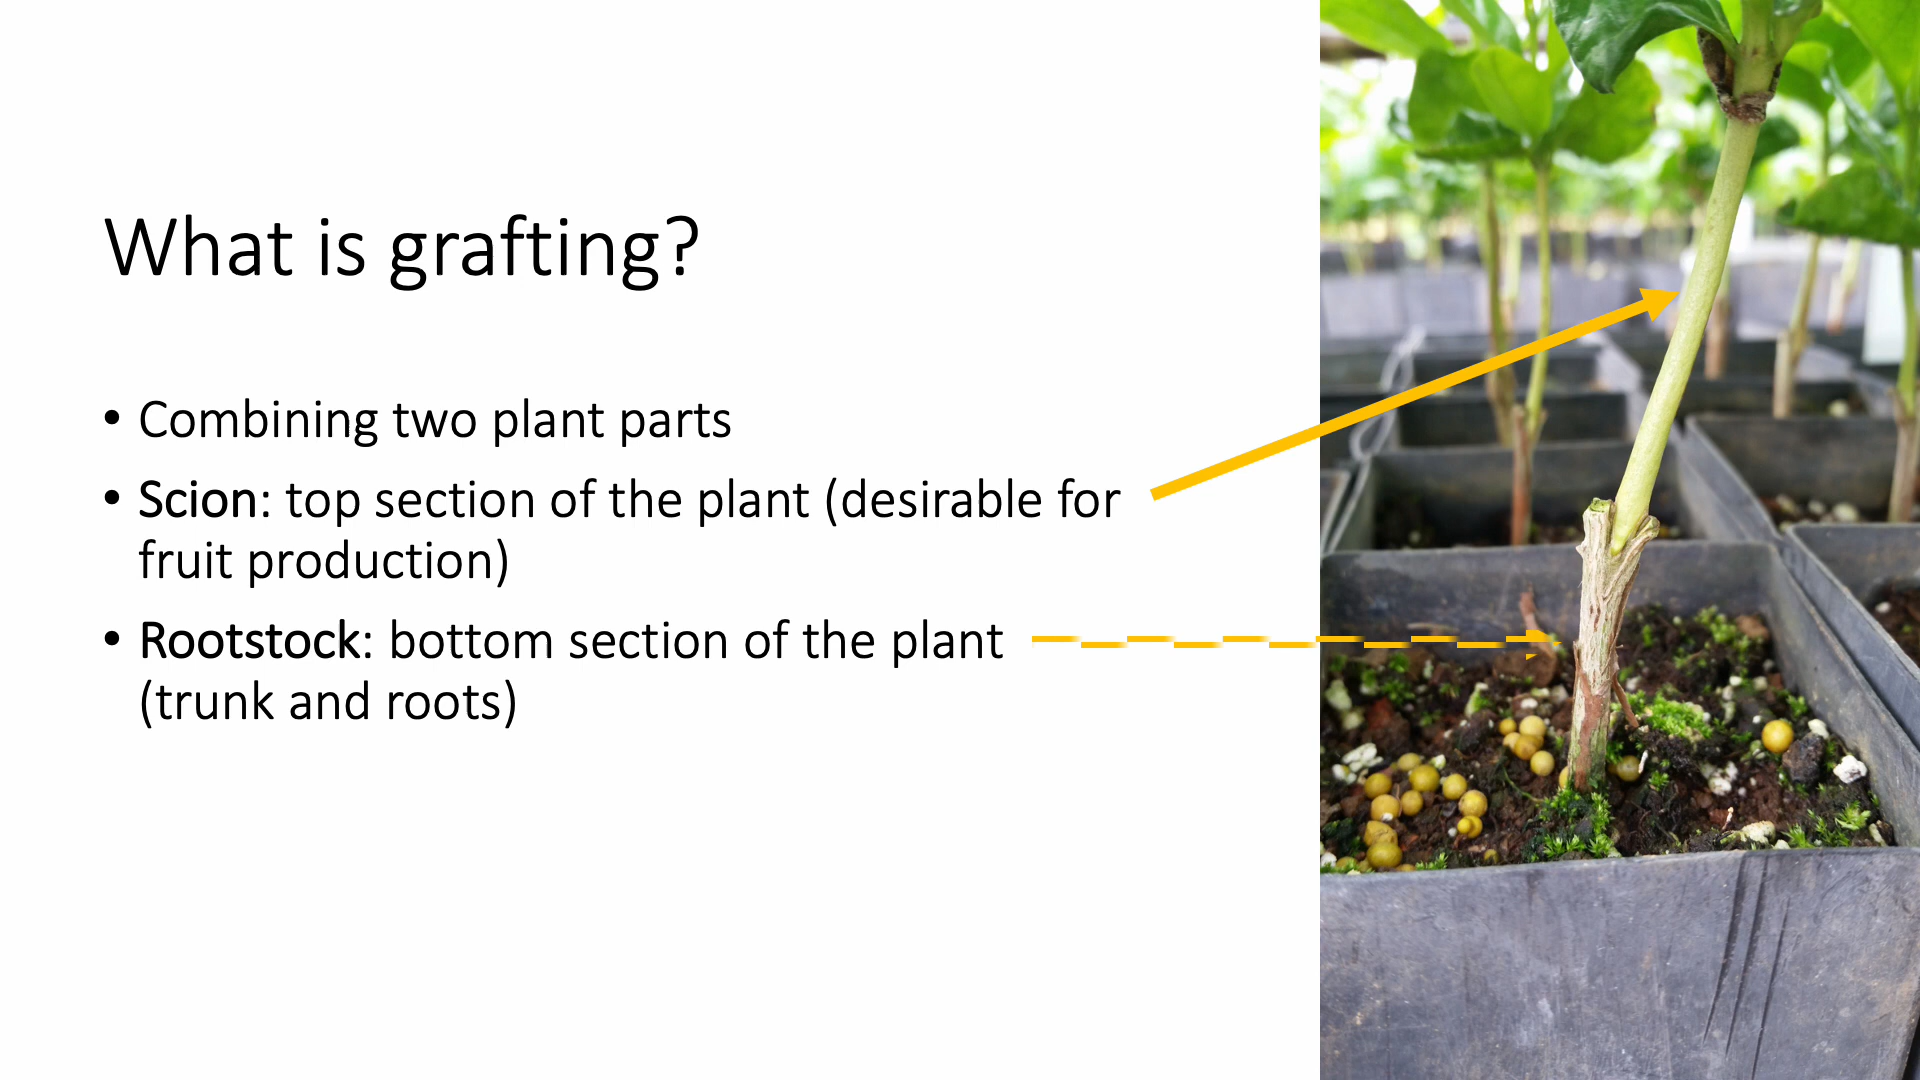 What is grafting?
• Combining two plant parts
• Scion: top section of the plant (desirable for
fruit production)
• Rootstock: bottom section of the plant
(trunk and roots)